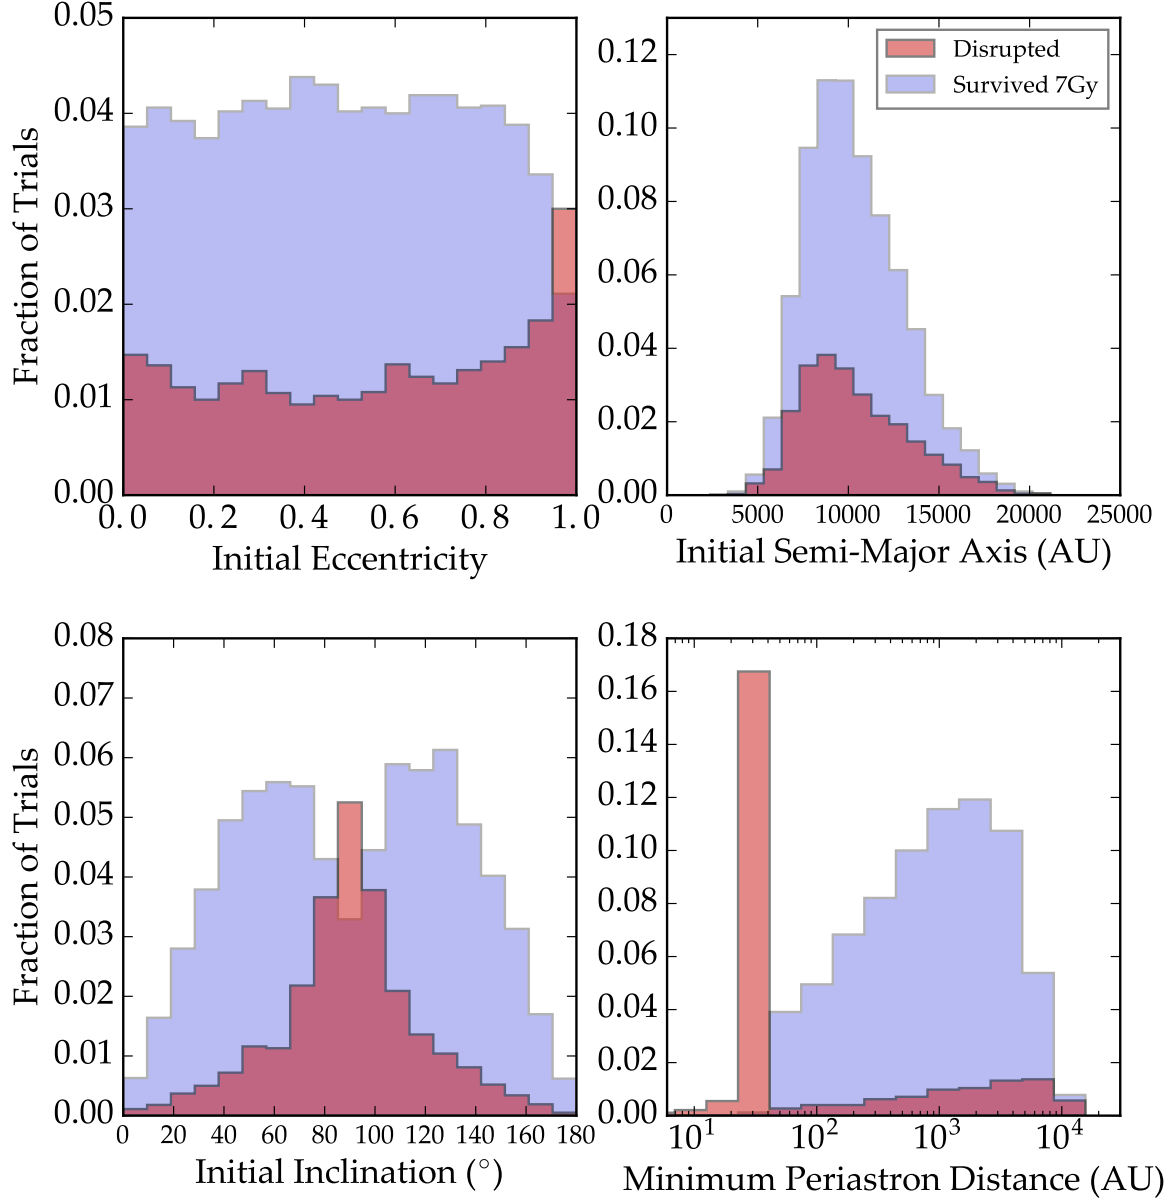 0.05
0.04
0.03
0.02
0.01
0.00
Fraction of Trials
0.0 0.2 0.4 0.6 0.8 1.0
Initial Eccentricity
0.12
0.10
0.08
0.06
0.04
0.02
0.00
Disrupted
Survived 7Gy
0 5000 10000 15000 20000 25000
Initial Semi-Major Axis (AU)
0.08
0.07
0.06
0.05
0.04
0.03
0.02
0.01
0.00
Fraction of Trials
0 20 40 60 80 100 120 140 160 180
Initial Inclination (°)
0.18
0.16
0.14
0.12
0.10
0.08
0.06
0.04
0.02
0.00
10¹ 10² 10³ 10⁴
Minimum Periastron Distance (AU)